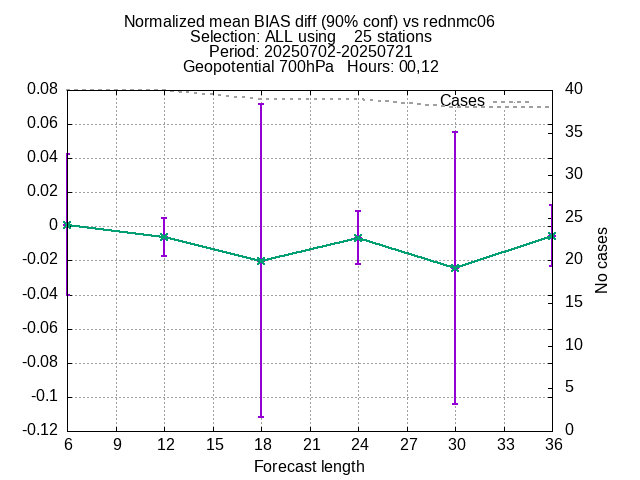 Normalized mean BIAS diff (90% conf) vs rednmc06
Selection: ALL using    25 stations
Period: 20250702-20250721
Geopotential 700hPa   Hours: 00,12
Cases
0.08
0.06
0.04
0.02
0
-0.02
-0.04
-0.06
-0.08
-0.1
-0.12
40
35
30
25
20
15
10
5
0
No cases
6 9 12 15 18 21 24 27 30 33 36
Forecast length